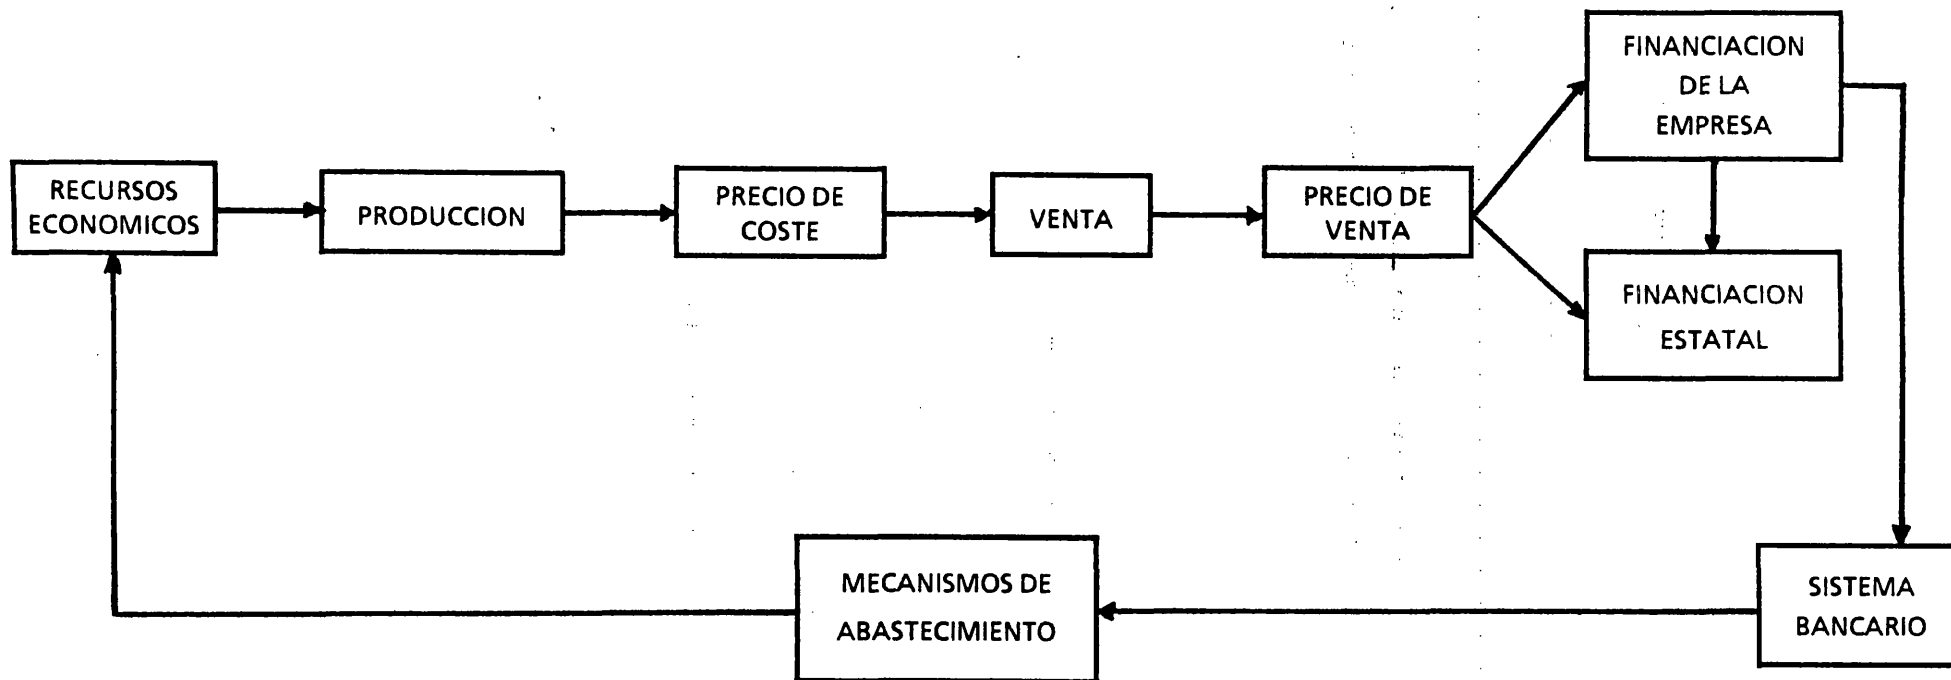 RECURSOS
ECONOMICOS
PRODUCCION
PRECIO DE
COSTE
VENTA
PRECIO DE
VENTA
FINANCIACION
DE LA
EMPRESA
FINANCIACION
ESTATAL
MECANISMOS DE
ABASTECIMIENTO
SISTEMA
BANCARIO